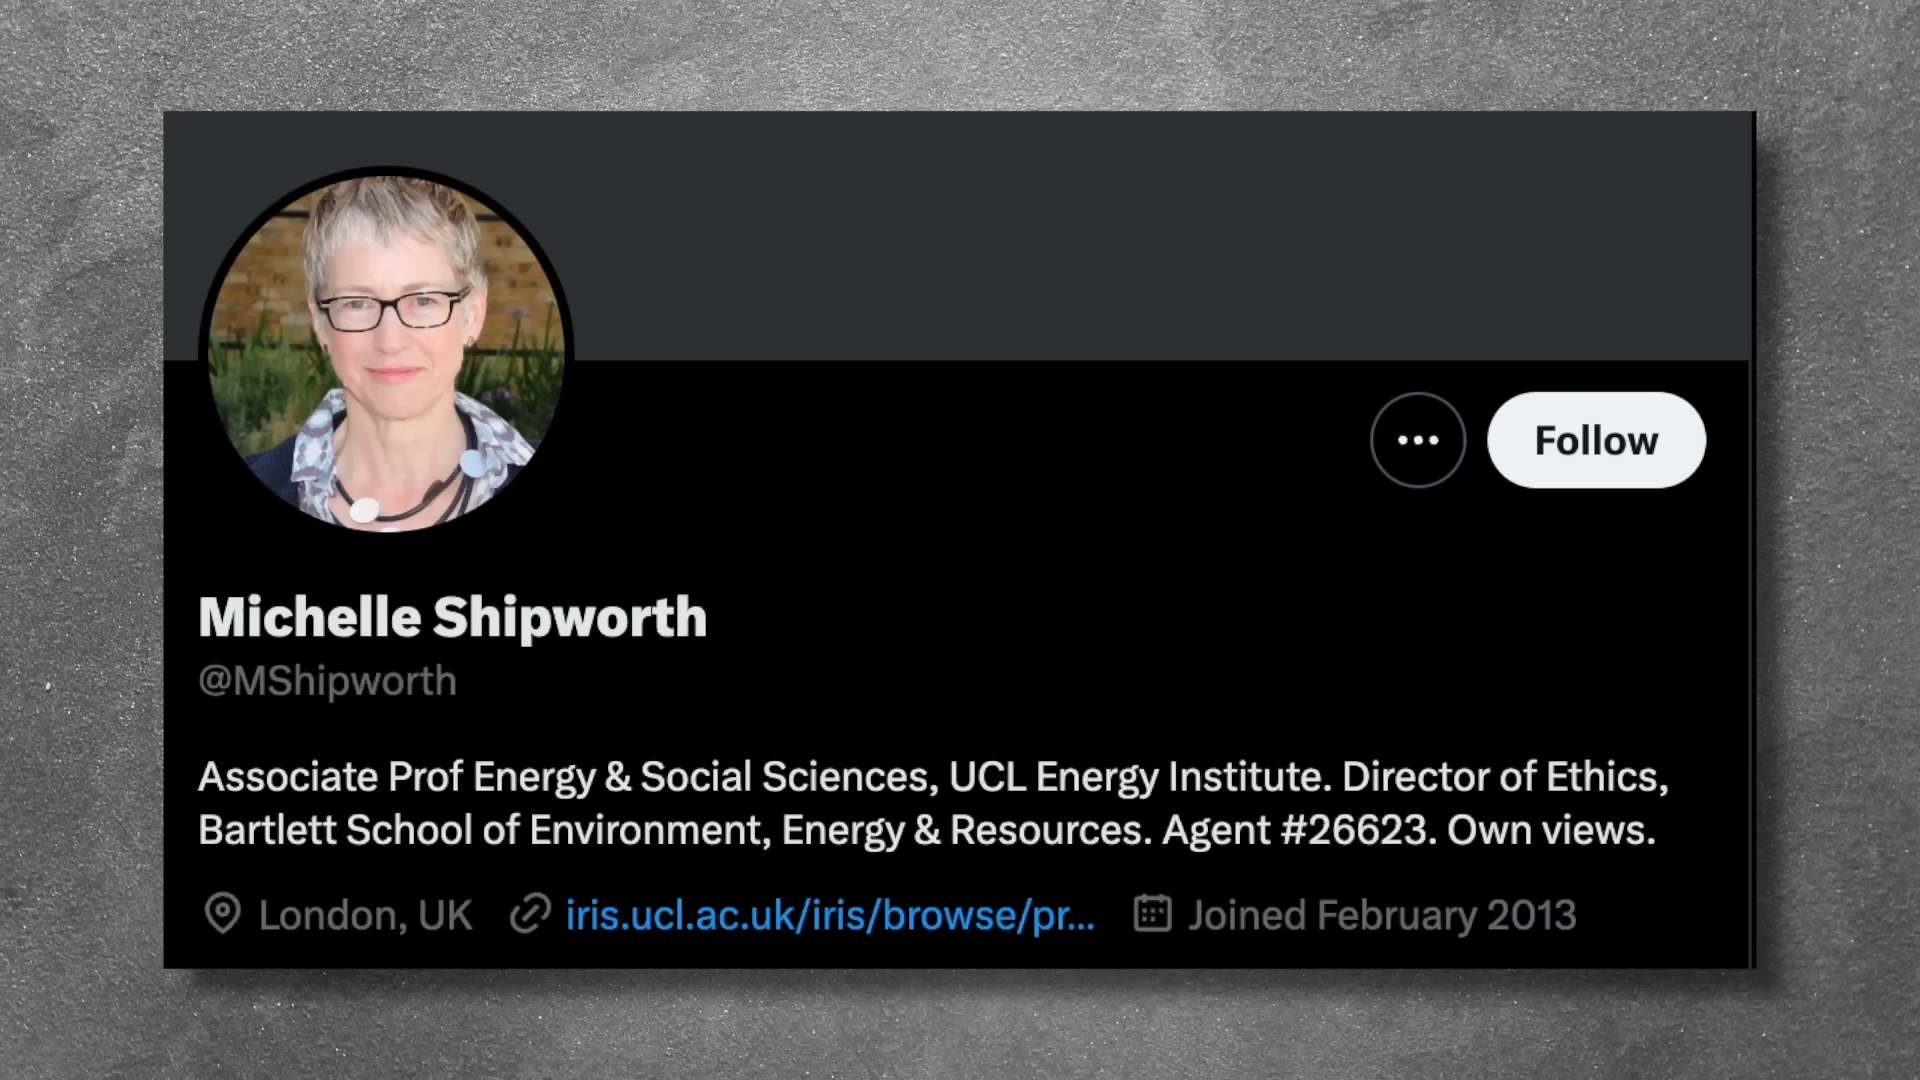 Follow
Michelle Shipworth
@MShipworth
Associate Prof Energy & Social Sciences, UCL Energy Institute. Director of Ethics,
Bartlett School of Environment, Energy & Resources. Agent #26623. Own views.
London, UK iris.ucl.ac.uk/iris/browse/pr... Joined February 2013